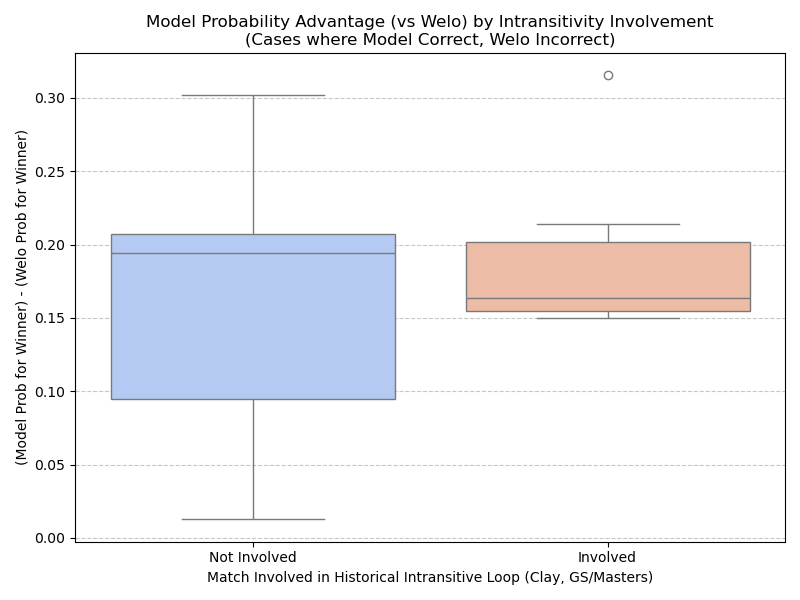 Model Probability Advantage (vs Welo) by Intransitivity Involvement
(Cases where Model Correct, Welo Incorrect)
(Model Prob for Winner) - (Welo Prob for Winner)
0.30
0.25
0.20
0.15
0.10
0.05
0.00
Not Involved
Involved
Match Involved in Historical Intransitive Loop (Clay, GS/Masters)